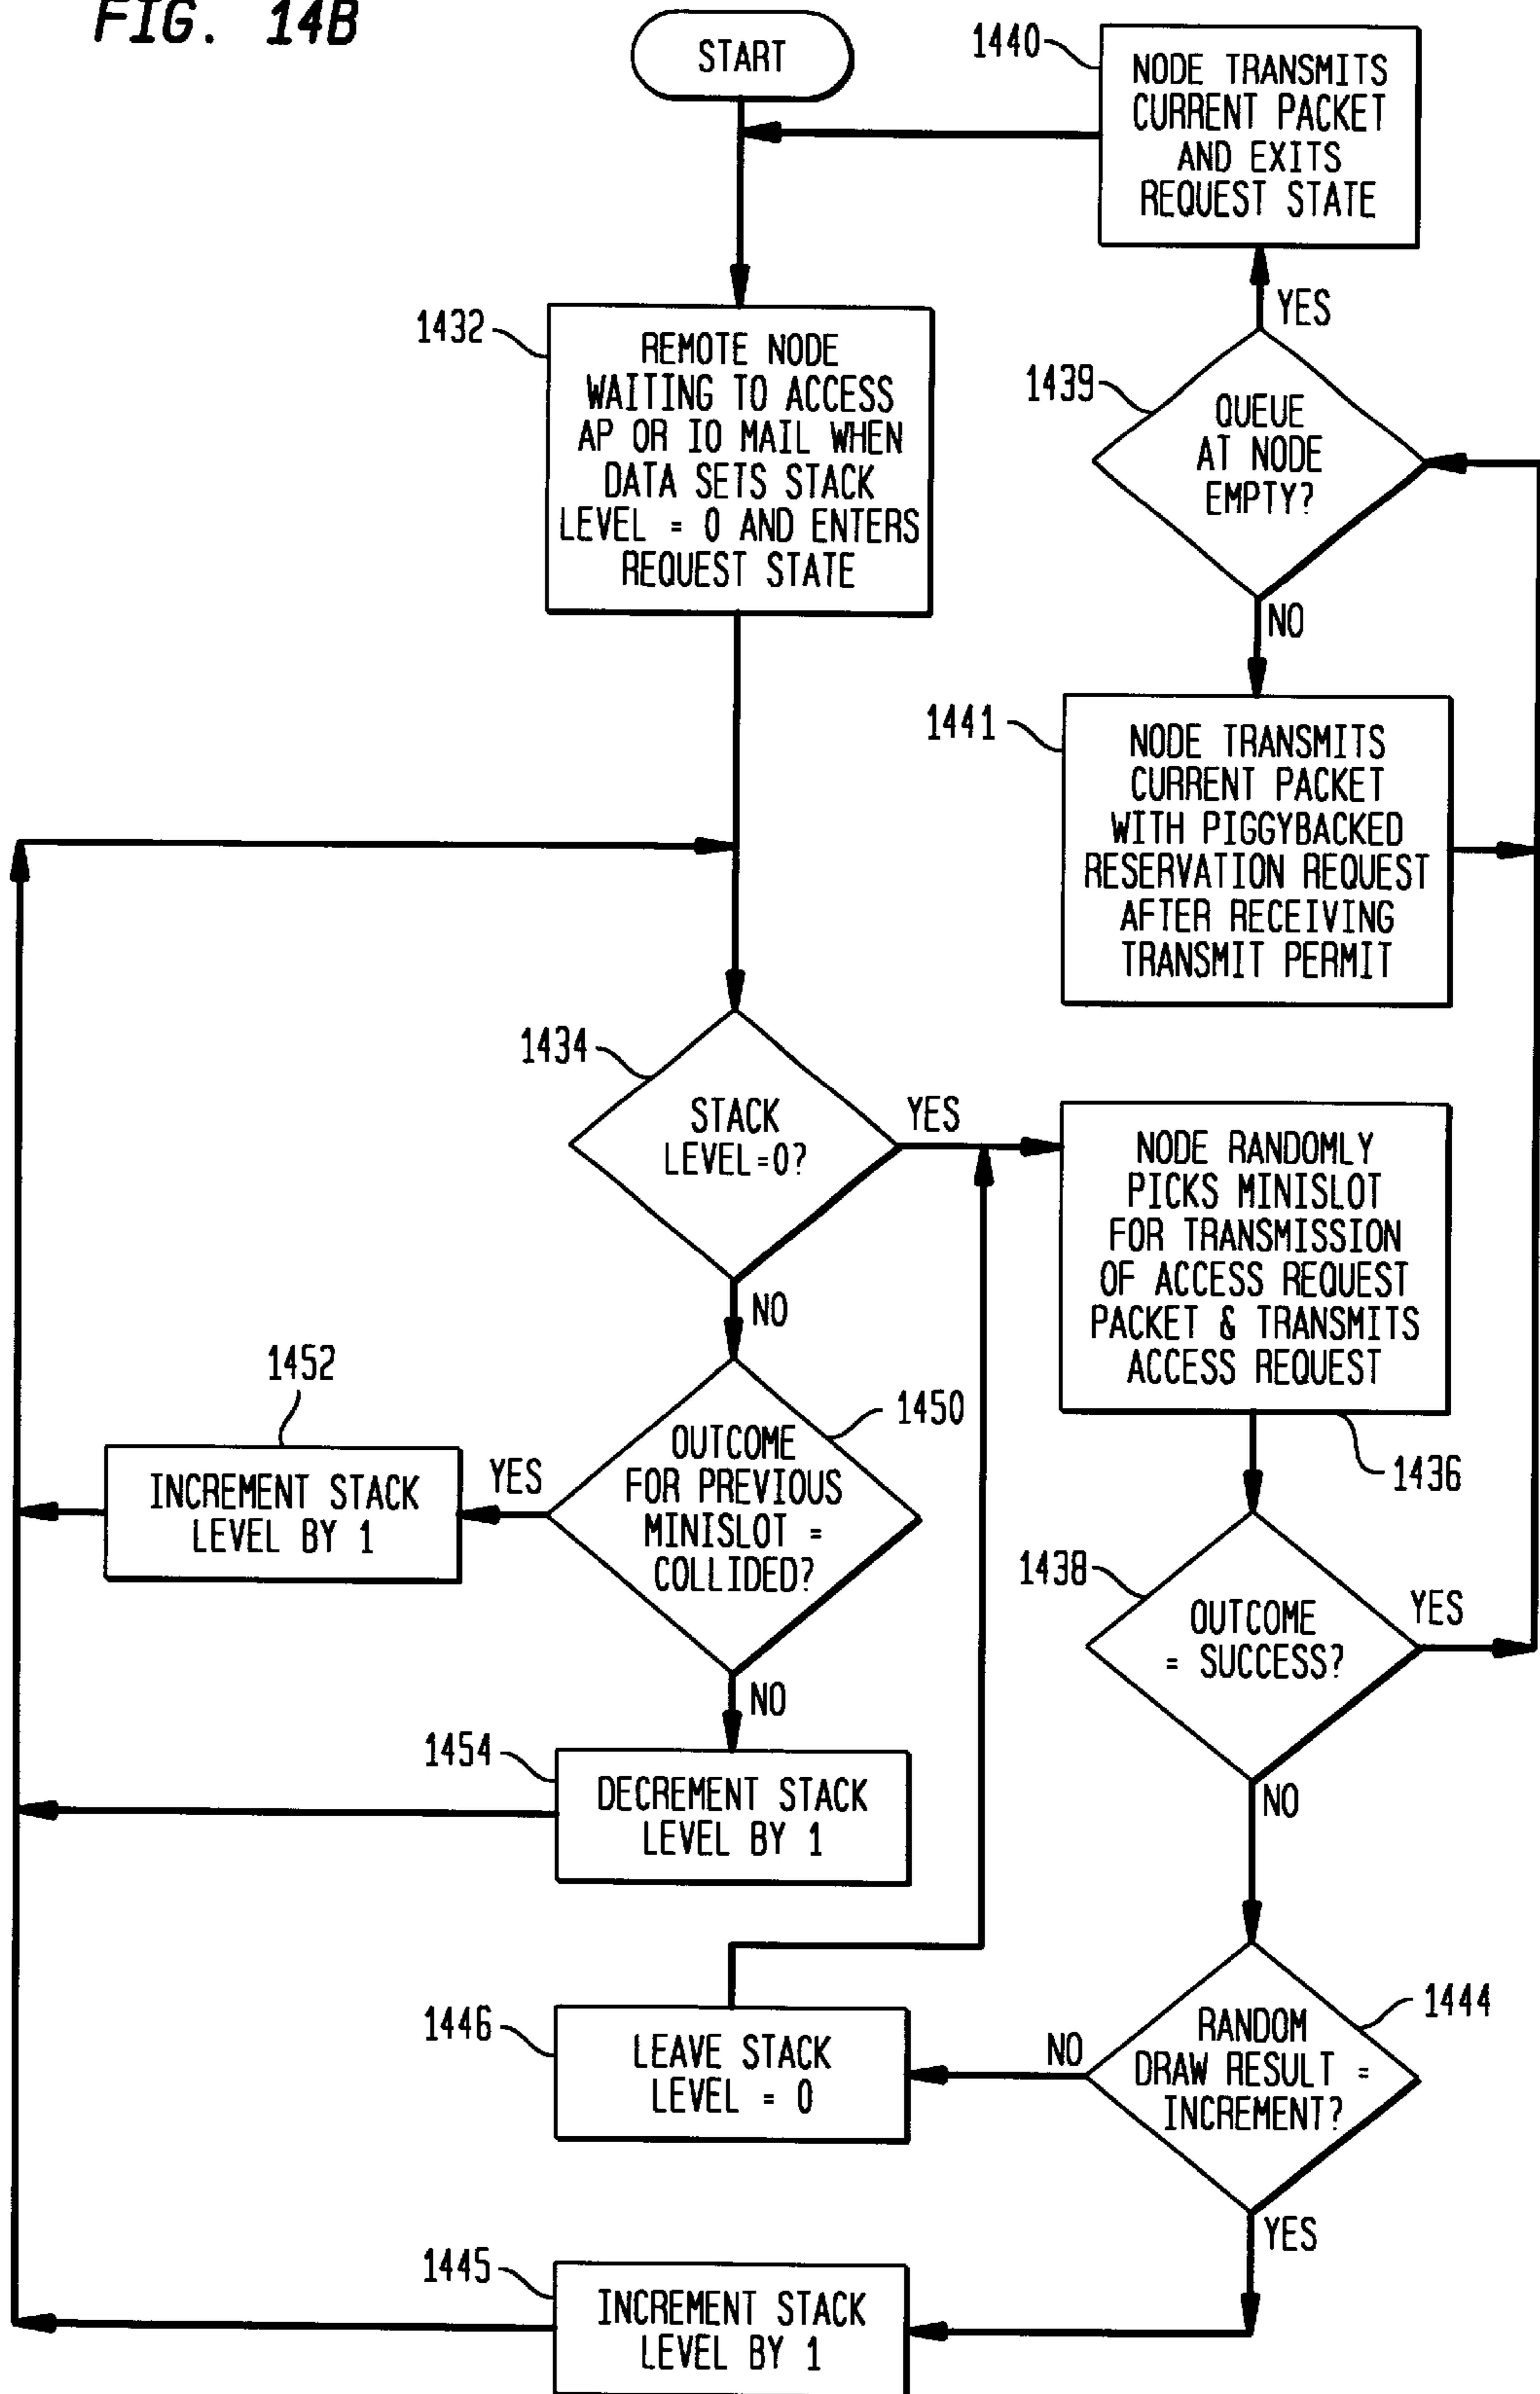 FIG. 14B
START
1440
NODE TRANSMITS
CURRENT PACKET
AND EXITS
REQUEST STATE
YES
1432
REMOTE NODE
WAITING TO ACCESS
AP OR IO MAIL WHEN
DATA SETS STACK
LEVEL = 0 AND ENTERS
REQUEST STATE
1439
QUEUE
AT NODE
EMPTY?
NO
1441
NODE TRANSMITS
CURRENT PACKET
WITH PIGGYBACKED
RESERVATION REQUEST
AFTER RECEIVING
TRANSMIT PERMIT
1434
STACK
LEVEL=0?
YES
NO
NODE RANDOMLY
PICKS MINISLOT
FOR TRANSMISSION
OF ACCESS REQUEST
PACKET & TRANSMITS
ACCESS REQUEST
1436
1452
INCREMENT STACK
LEVEL BY 1
YES
1450
OUTCOME
FOR PREVIOUS
MINISLOT =
COLLIDED?
NO
1438
OUTCOME
= SUCCESS?
YES
NO
1454
DECREMENT STACK
LEVEL BY 1
1446
LEAVE STACK
LEVEL = 0
NO
1444
RANDOM
DRAW RESULT =
INCREMENT?
YES
1445
INCREMENT STACK
LEVEL BY 1